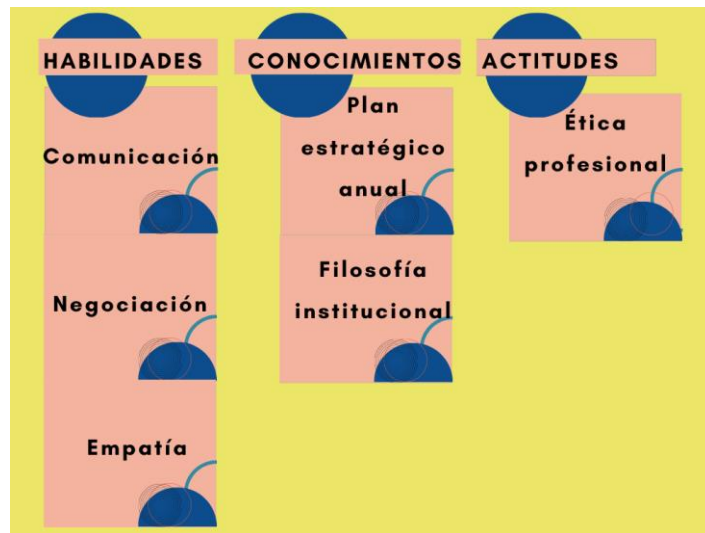 HABILIDADES
Comunicación
Negociación
Empatía
CONOCIMIENTOS
Plan
estratégico
anual
Filosofía
institucional
ACTITUDES
Ética
profesional